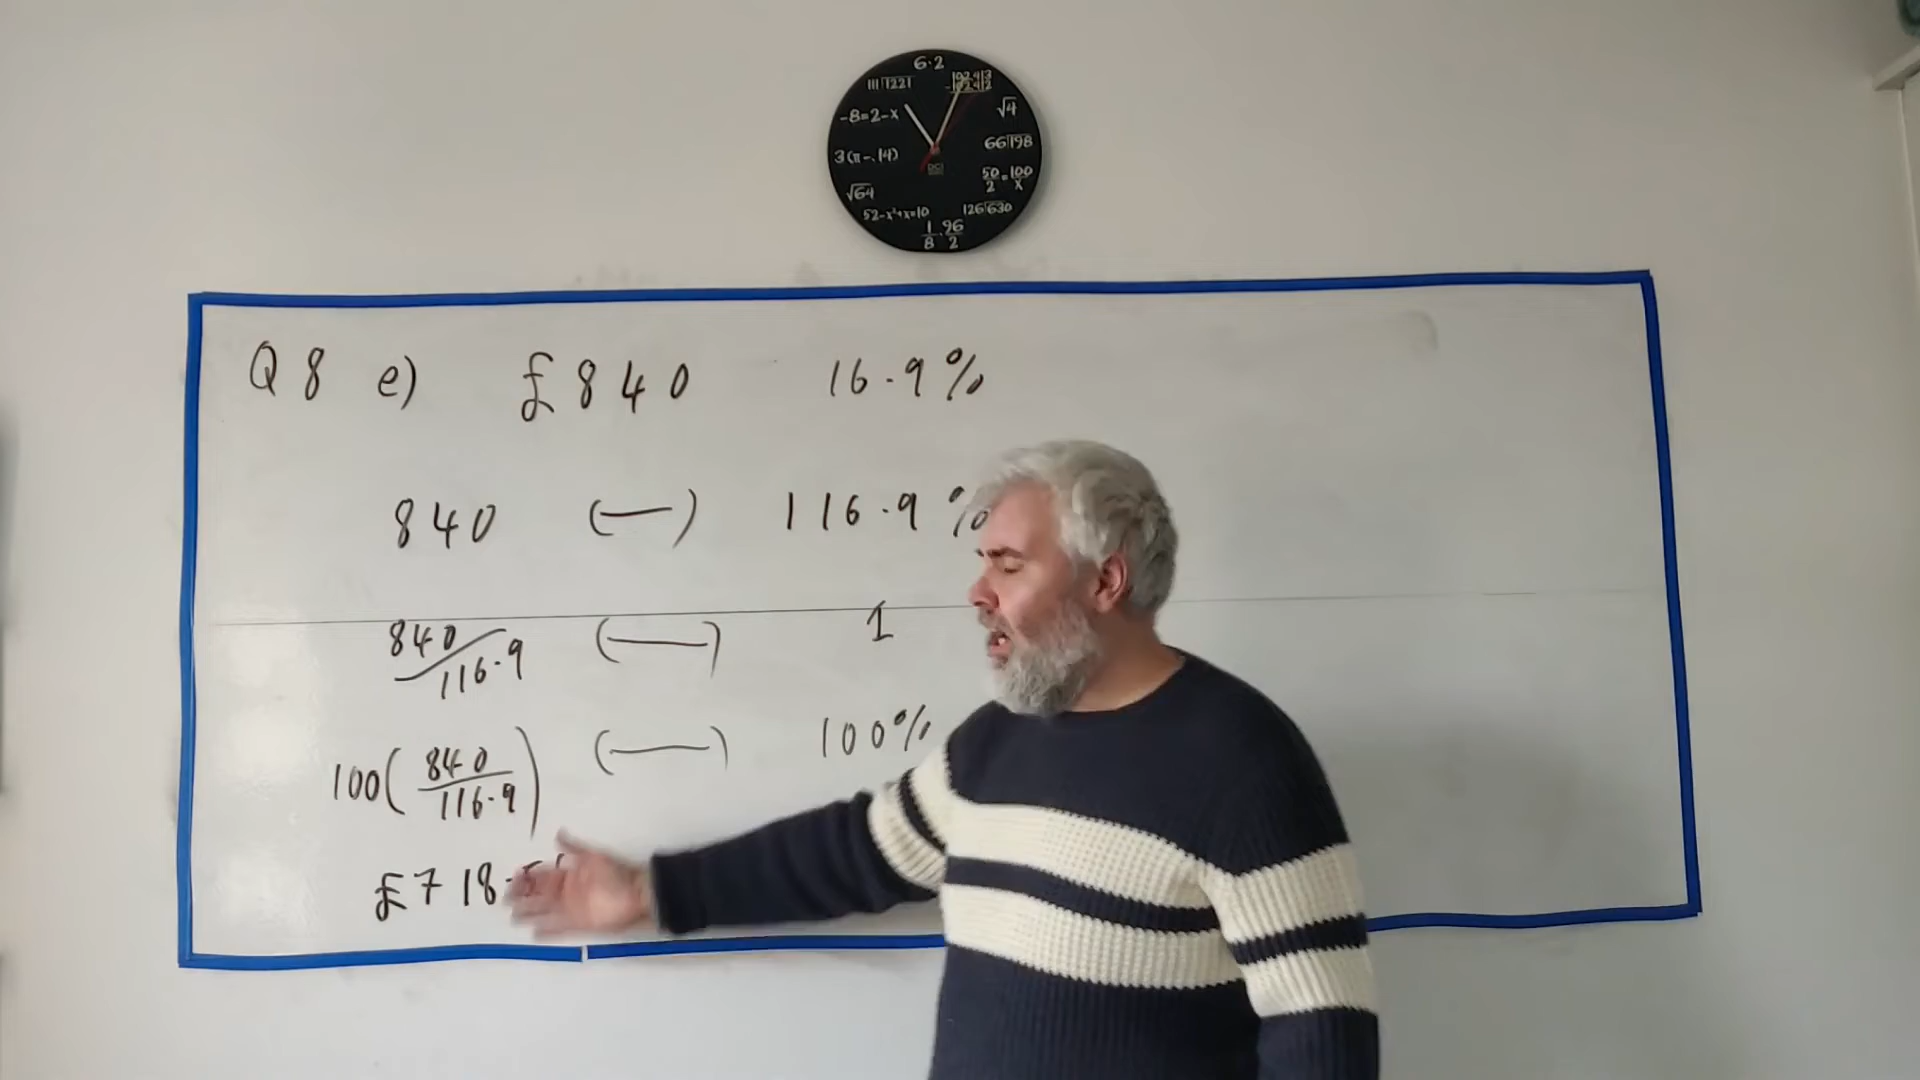 6.2
111⟌1221
-8=2-x
3(π-.14)
√64
52-x²+x=10
1/8 · 96/2
126⟌630
50/2 = 100/x
66⟌198
√4
Q 8 e) £840 16.9%
840 (—) 116.9%
840/116.9 (—) 1
100(840/116.9) (—) 100%
£718